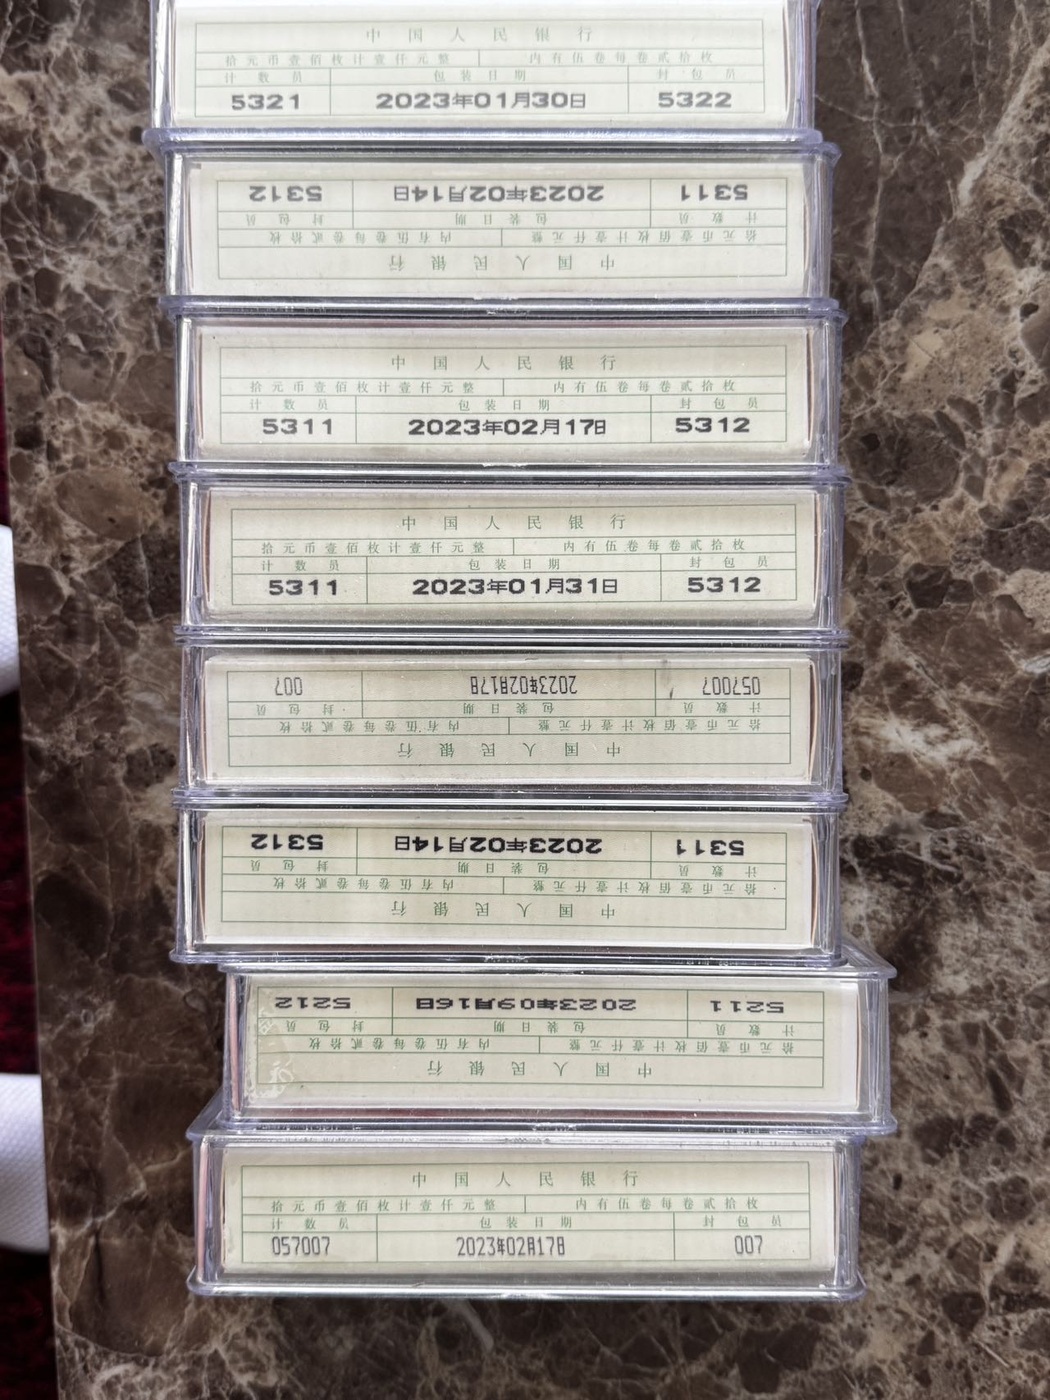 中国人民银行
拾元币壹佰枚计壹仟元整 内有伍卷每卷贰拾枚
计数员 包装日期 封包员
5321 2023年01月30日 5322
中国人民银行
拾元币壹佰枚计壹仟元整 内有伍卷每卷贰拾枚
计数员 包装日期 封包员
5311 2023年02月14日 5312
中国人民银行
拾元币壹佰枚计壹仟元整 内有伍卷每卷贰拾枚
计数员 包装日期 封包员
5311 2023年02月17日 5312
中国人民银行
拾元币壹佰枚计壹仟元整 内有伍卷每卷贰拾枚
计数员 包装日期 封包员
5311 2023年01月31日 5312
中国人民银行
拾元币壹佰枚计壹仟元整 内有伍卷每卷贰拾枚
计数员 包装日期 封包员
057007 2023年02月17日 007
中国人民银行
拾元币壹佰枚计壹仟元整 内有伍卷每卷贰拾枚
计数员 包装日期 封包员
5311 2023年02月14日 5312
中国人民银行
拾元币壹佰枚计壹仟元整 内有伍卷每卷贰拾枚
计数员 包装日期 封包员
5211 2023年09月16日 5212
中国人民银行
拾元币壹佰枚计壹仟元整 内有伍卷每卷贰拾枚
计数员 包装日期 封包员
057007 2023年02月17日 007